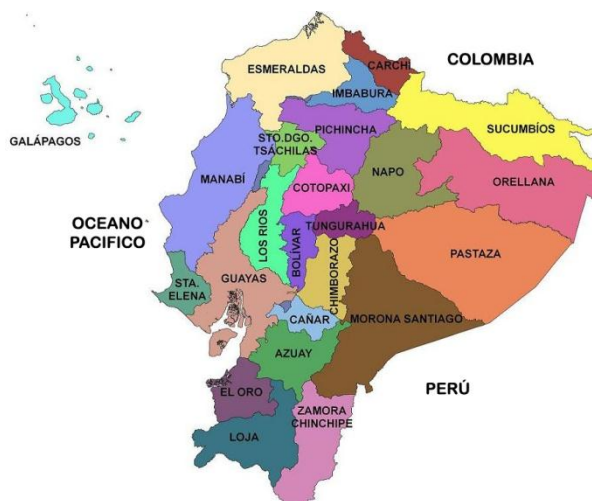 ESMERALDAS
CARCHI
COLOMBIA
IMBABURA
PICHINCHA
SUCUMBÍOS
STO.DGO.
TSÁCHILAS
GALÁPAGOS
MANABÍ
COTOPAXI
NAPO
ORELLANA
OCEANO
PACIFICO
LOS RIOS
BOLÍVAR
TUNGURAHUA
CHIMBORAZO
PASTAZA
STA.
ELENA
GUAYAS
CAÑAR
MORONA SANTIAGO
AZUAY
PERÚ
EL ORO
ZAMORA
CHINCHIPE
LOJA